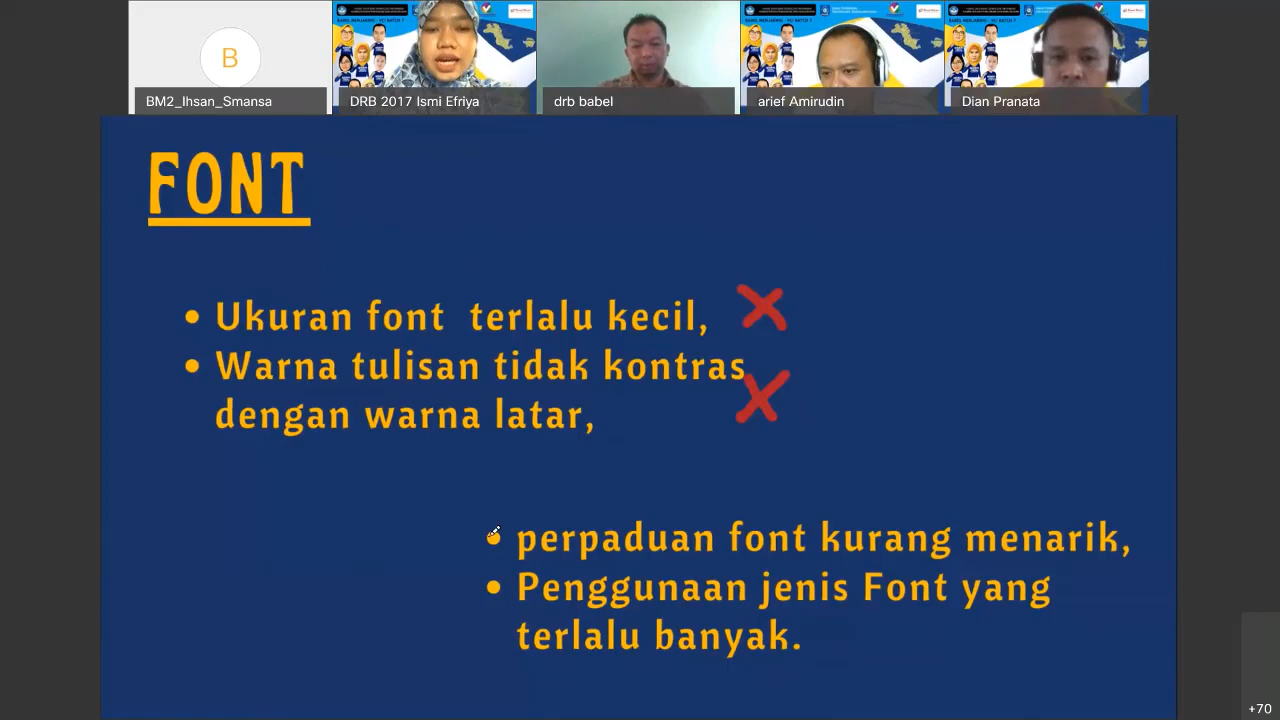 B
BM2_Ihsan_Smansa
DRB 2017 Ismi Efriya
drb babel
arief Amirudin
Dian Pranata
FONT
• Ukuran font terlalu kecil,
• Warna tulisan tidak kontras
dengan warna latar,
• perpaduan font kurang menarik,
• Penggunaan jenis Font yang
terlalu banyak.
+70